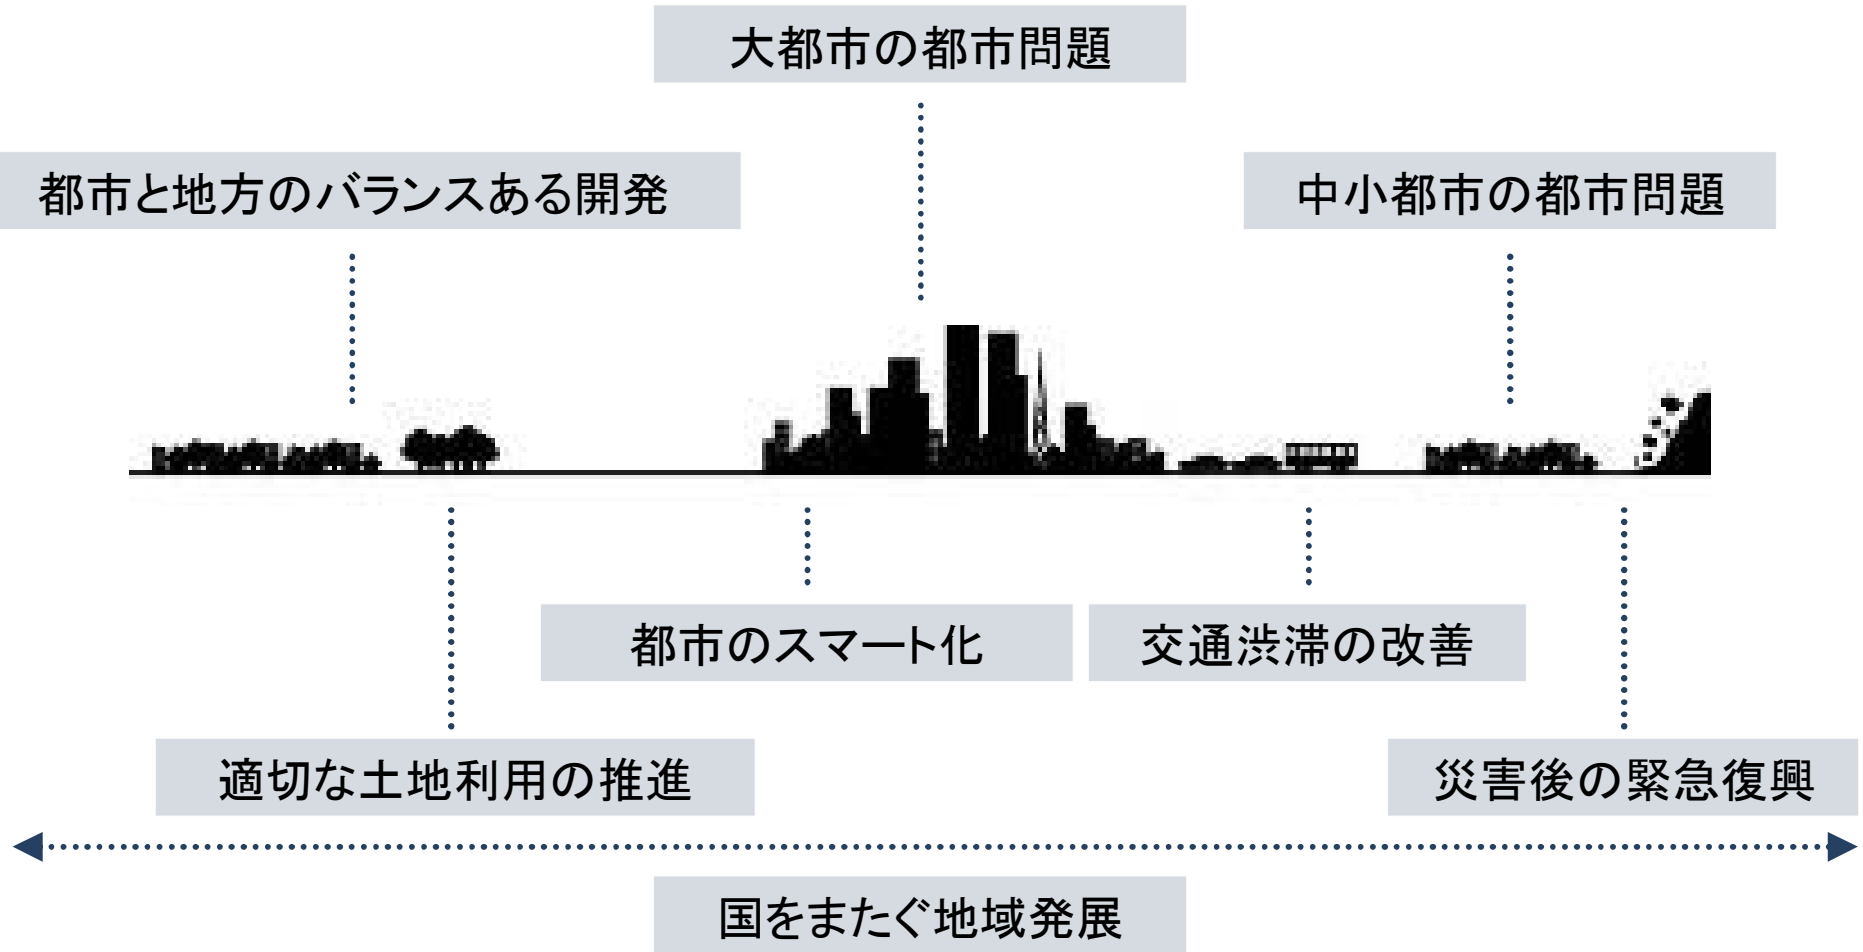 大都市の都市問題
都市と地方のバランスある開発
中小都市の都市問題
都市のスマート化
交通渋滞の改善
適切な土地利用の推進
災害後の緊急復興
国をまたぐ地域発展